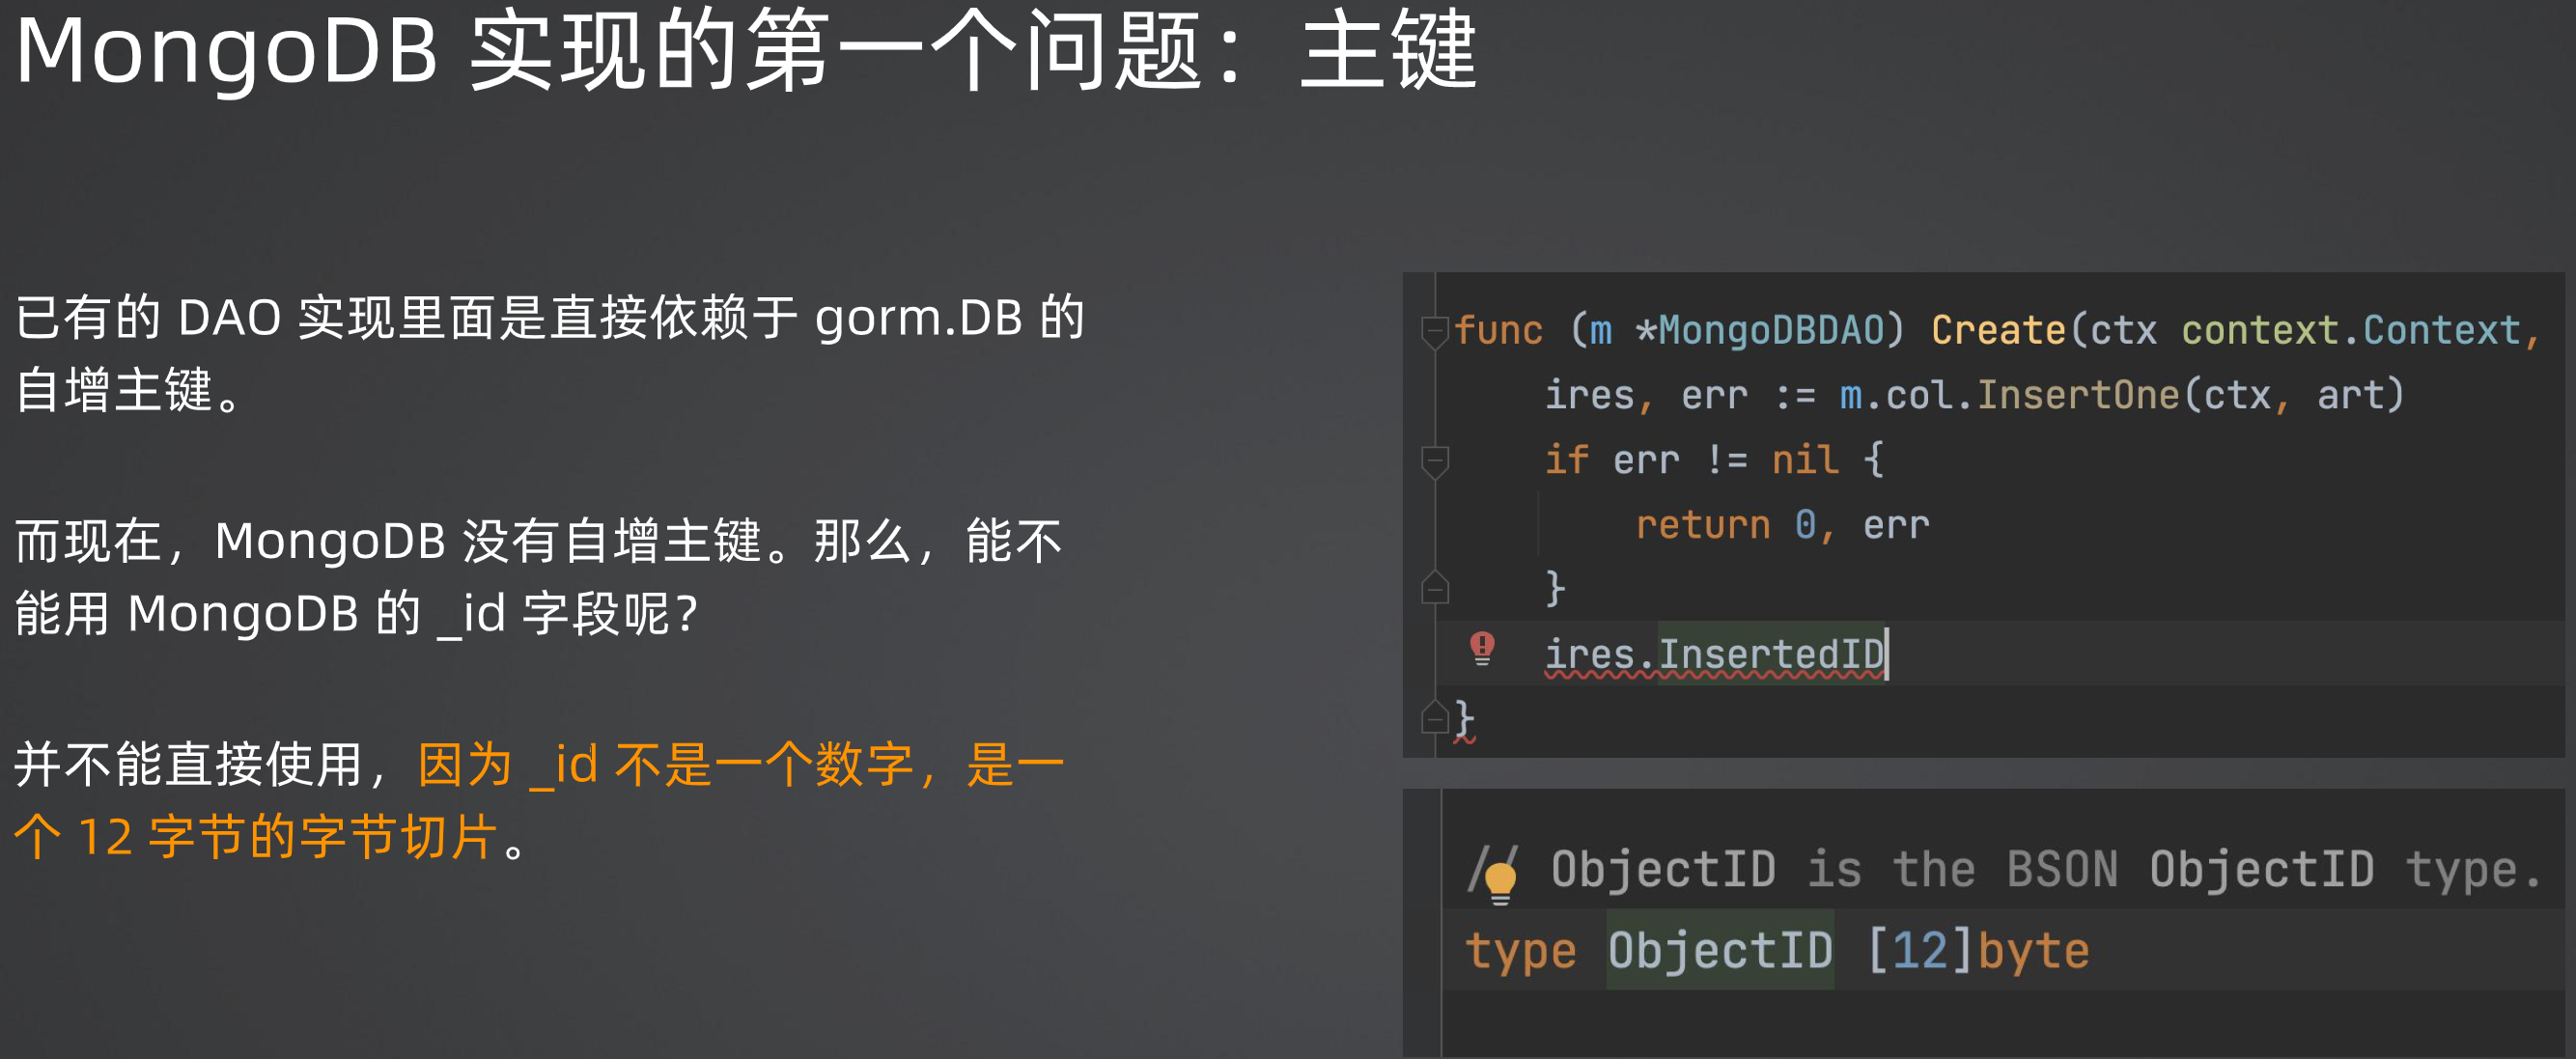 MongoDB 实现的第一个问题：主键
已有的 DAO 实现里面是直接依赖于 gorm.DB 的
自增主键。
而现在，MongoDB 没有自增主键。那么，能不
能用 MongoDB 的 _id 字段呢？
并不能直接使用，因为 _id 不是一个数字，是一
个 12 字节的字节切片。
func (m *MongoDBDAO) Create(ctx context.Context,
ires, err := m.col.InsertOne(ctx, art)
if err != nil {
return 0, err
}
ires.InsertedID
}
// ObjectID is the BSON ObjectID type.
type ObjectID [12]byte